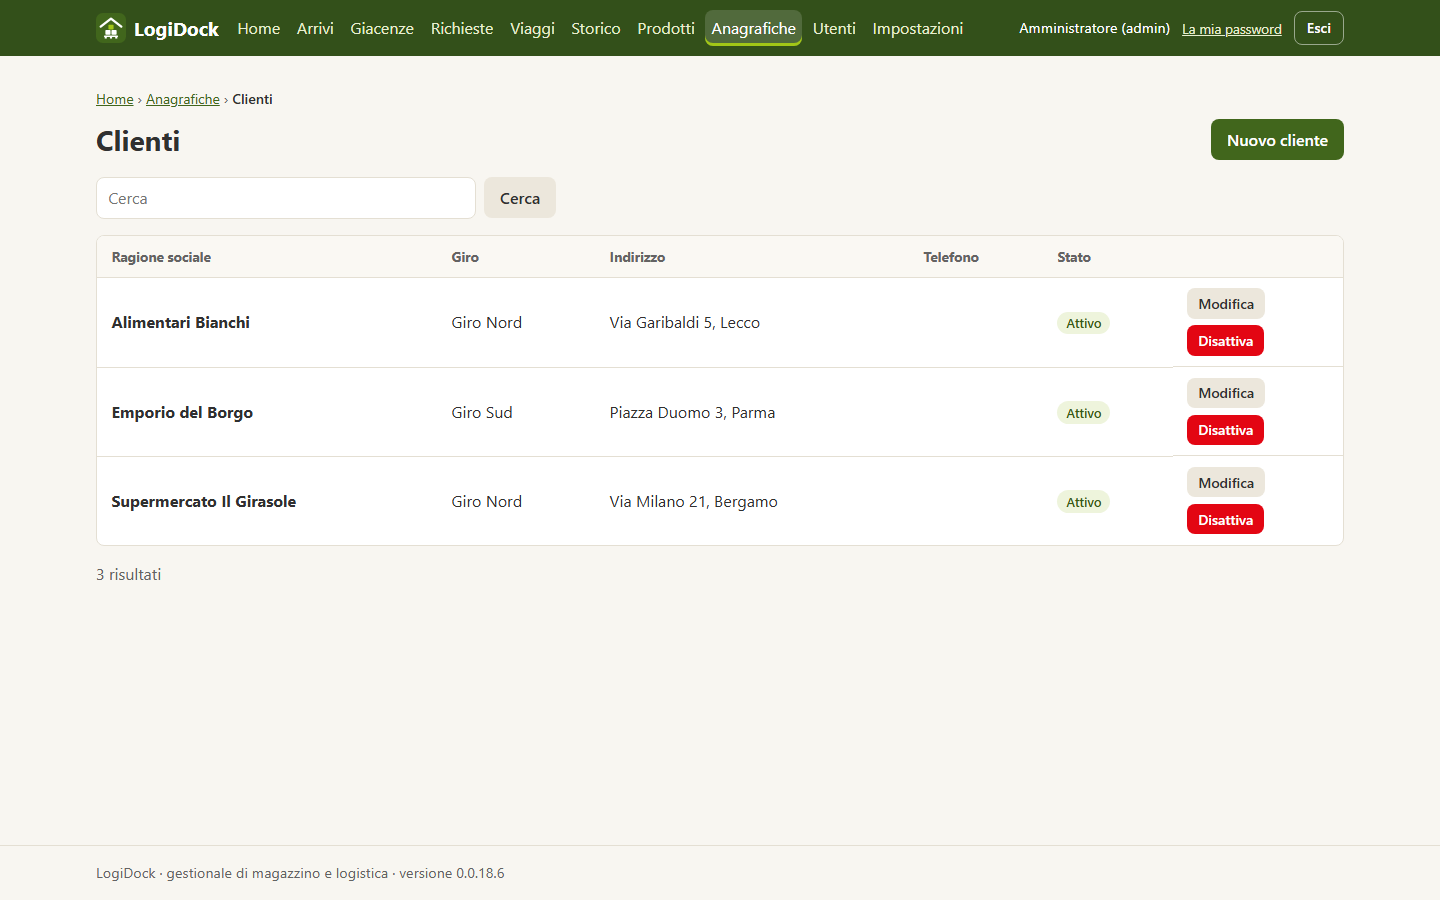 LogiDock Home Arrivi Giacenze Richieste Viaggi Storico Prodotti Anagrafiche Utenti Impostazioni Amministratore (admin) La mia password Esci
Home › Anagrafiche › Clienti
Clienti
Nuovo cliente
Cerca Cerca
Ragione sociale Giro Indirizzo Telefono Stato
Alimentari Bianchi Giro Nord Via Garibaldi 5, Lecco Attivo Modifica
Disattiva
Emporio del Borgo Giro Sud Piazza Duomo 3, Parma Attivo Modifica
Disattiva
Supermercato Il Girasole Giro Nord Via Milano 21, Bergamo Attivo Modifica
Disattiva
3 risultati
LogiDock · gestionale di magazzino e logistica · versione 0.0.18.6